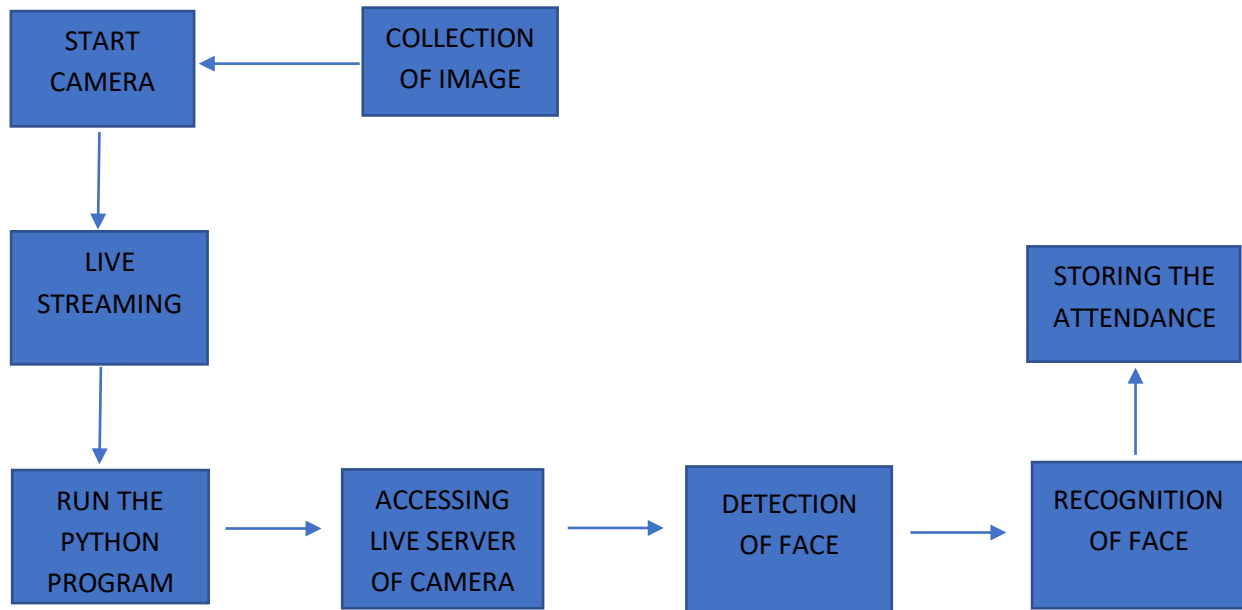 START
CAMERA
COLLECTION
OF IMAGE
LIVE
STREAMING
STORING THE
ATTENDANCE
RUN THE
PYTHON
PROGRAM
ACCESSING
LIVE SERVER
OF CAMERA
DETECTION
OF FACE
RECOGNITION
OF FACE